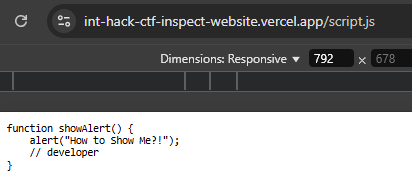 int-hack-ctf-inspect-website.vercel.app/script.js
Dimensions: Responsive ▼ 792 × 678
function showAlert() {
    alert("How to Show Me?!");
    // developer
}